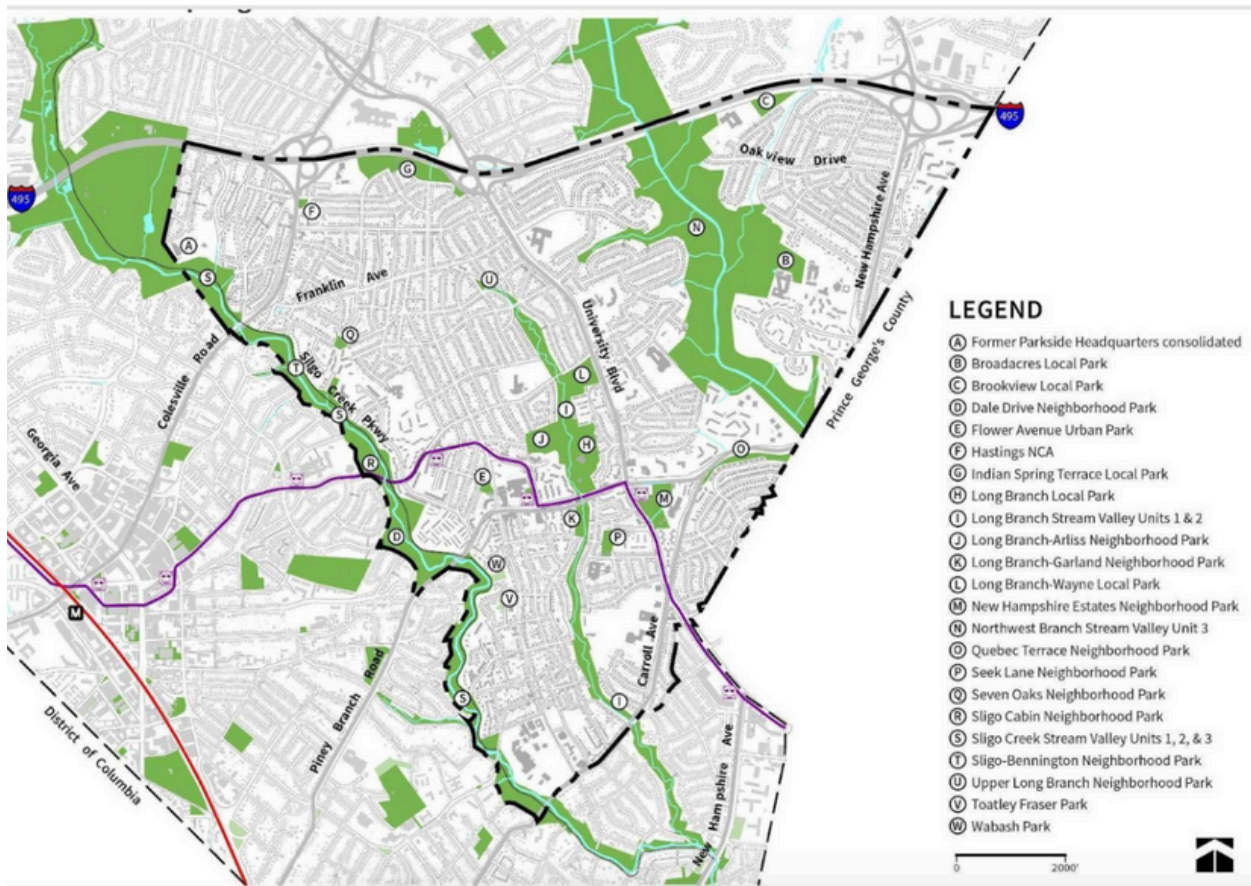 495
C
Oakview Drive
495
G
F
New Hampshire Ave
N
A
B
S
Franklin Ave
U
University Blvd
Prince George's County
Q
Colesville Road
T
Sligo Creek Pkwy
L
S
I
J
H
Georgia Ave
R
O
E
M
K
P
D
W
V
M
Carroll Ave
Piney Branch Road
S
I
District of Columbia
New Hampshire Ave
LEGEND
A Former Parkside Headquarters consolidated
B Broadacres Local Park
C Brookview Local Park
D Dale Drive Neighborhood Park
E Flower Avenue Urban Park
F Hastings NCA
G Indian Spring Terrace Local Park
H Long Branch Local Park
I Long Branch Stream Valley Units 1 & 2
J Long Branch-Arliss Neighborhood Park
K Long Branch-Garland Neighborhood Park
L Long Branch-Wayne Local Park
M New Hampshire Estates Neighborhood Park
N Northwest Branch Stream Valley Unit 3
O Quebec Terrace Neighborhood Park
P Seek Lane Neighborhood Park
Q Seven Oaks Neighborhood Park
R Sligo Cabin Neighborhood Park
S Sligo Creek Stream Valley Units 1, 2, & 3
T Sligo-Bennington Neighborhood Park
U Upper Long Branch Neighborhood Park
V Toatley Fraser Park
W Wabash Park
0 2000'